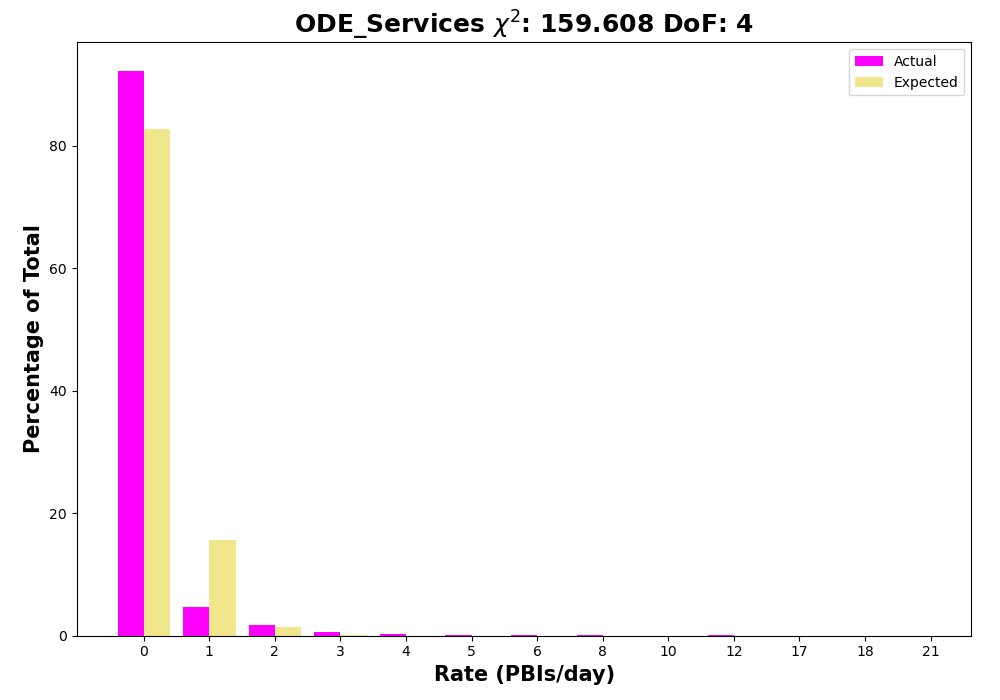 ODE_Services χ²: 159.608 DoF: 4
Actual
Expected
Percentage of Total
80
60
40
20
0
0 1 2 3 4 5 6 8 10 12 17 18 21
Rate (PBIs/day)